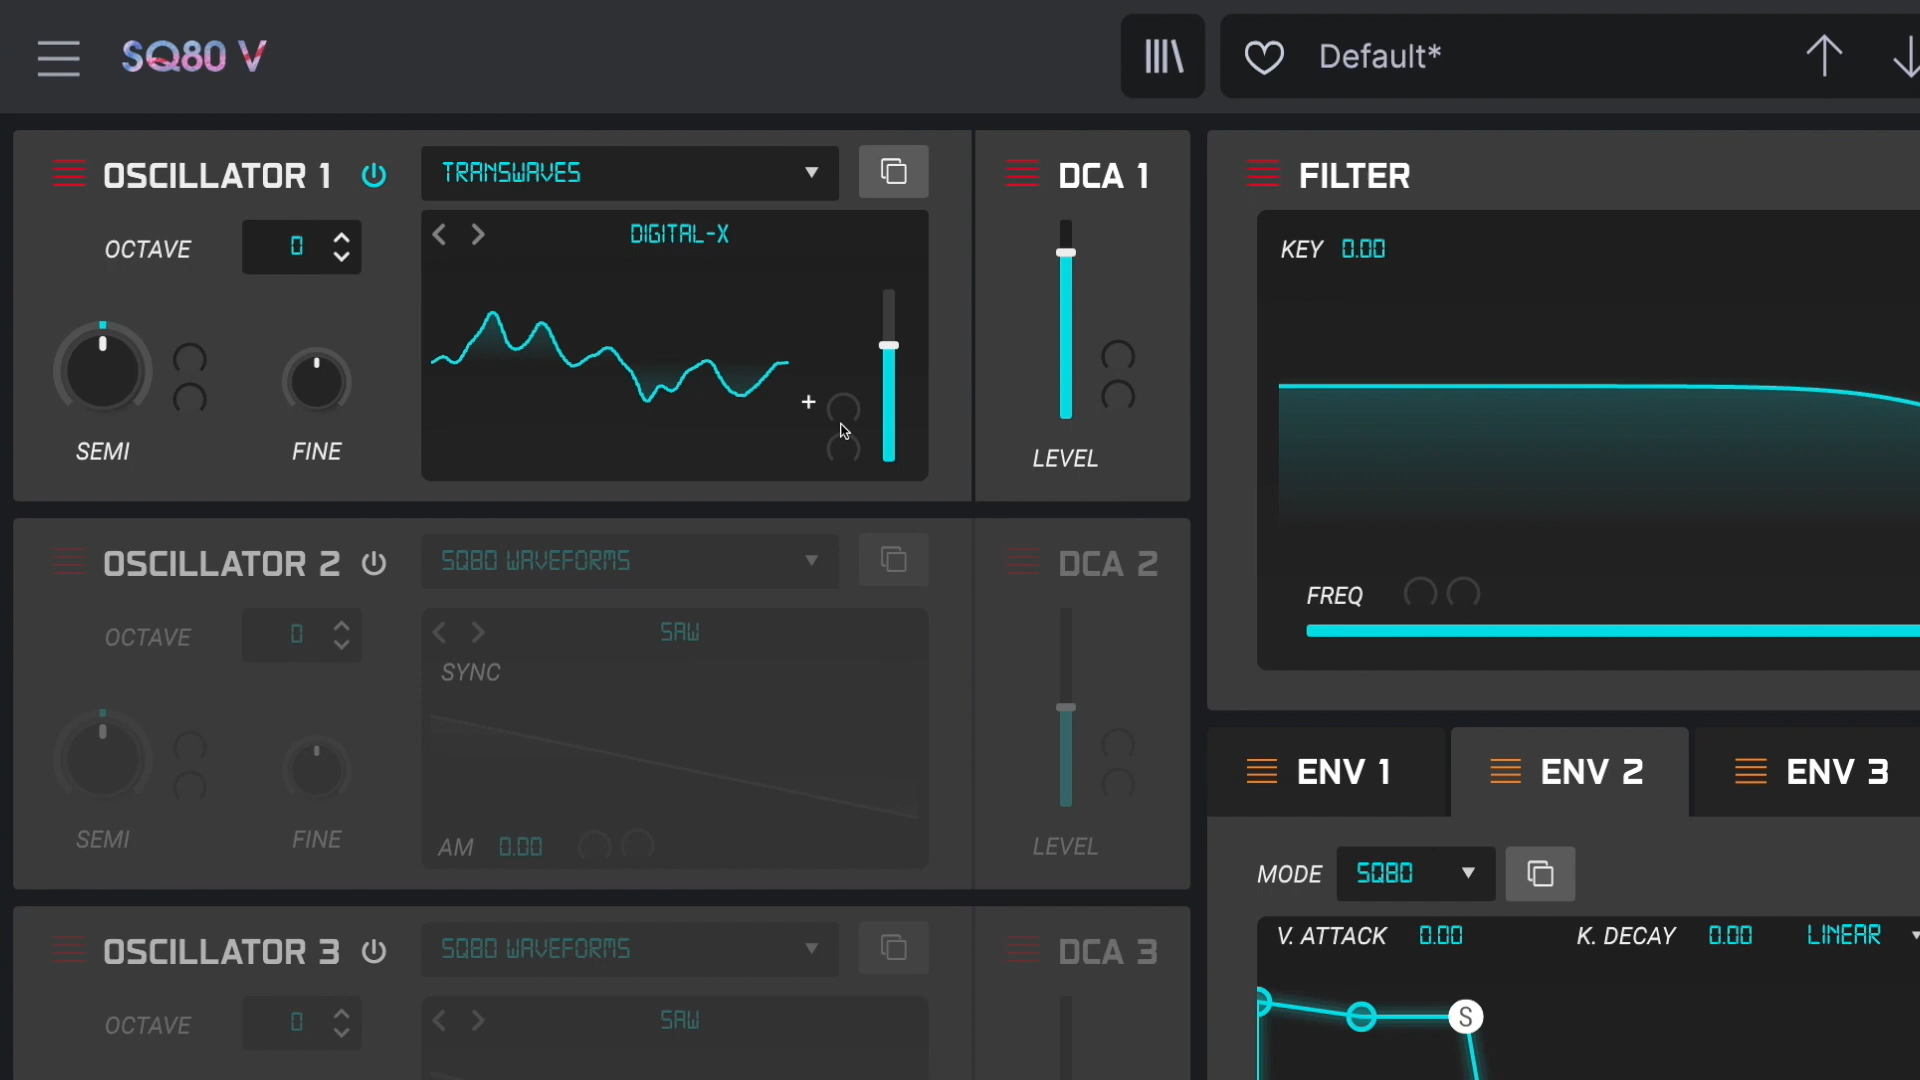 SQ80 V
Default*
OSCILLATOR 1
TRANSWAVES
DCA 1
FILTER
OCTAVE 0
DIGITAL-X
KEY 0.00
SEMI
FINE
LEVEL
FREQ
OSCILLATOR 2
SQ80 WAVEFORMS
DCA 2
OCTAVE 0
SAW
SYNC
SEMI
FINE
AM 0.00
LEVEL
ENV 1
ENV 2
ENV 3
MODE SQ80
V. ATTACK 0.00
K. DECAY 0.00
LINEAR
S
OSCILLATOR 3
SQ80 WAVEFORMS
DCA 3
OCTAVE 0
SAW